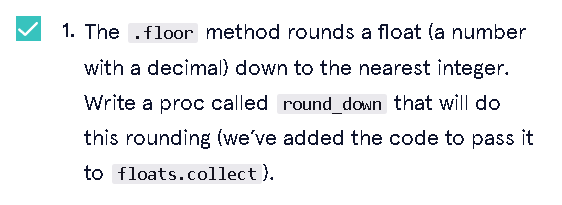 1. The .floor method rounds a float (a number
with a decimal) down to the nearest integer.
Write a proc called round_down that will do
this rounding (we've added the code to pass it
to floats.collect).